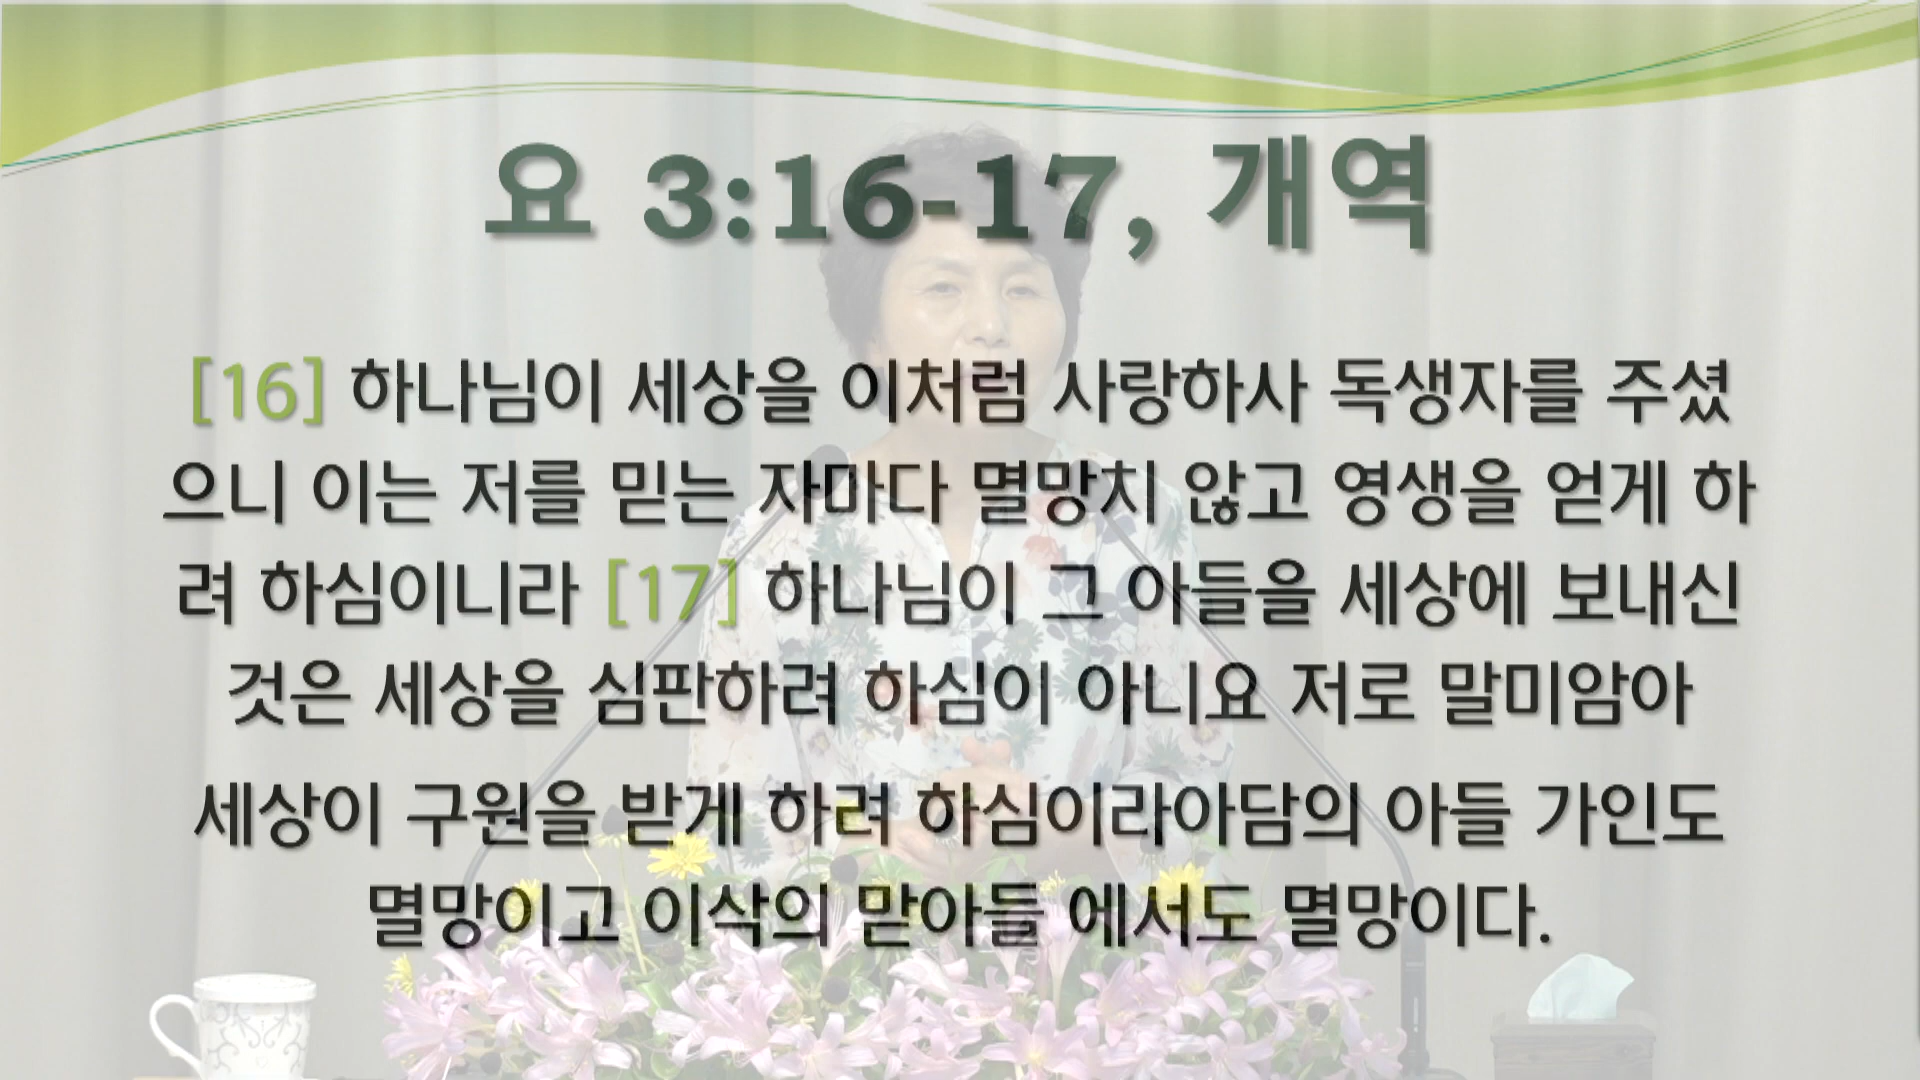 요 3:16-17, 개역
[16] 하나님이 세상을 이처럼 사랑하사 독생자를 주셨
으니 이는 저를 믿는 자마다 멸망치 않고 영생을 얻게 하
려 하심이니라 [17] 하나님이 그 아들을 세상에 보내신
것은 세상을 심판하려 하심이 아니요 저로 말미암아
세상이 구원을 받게 하려 하심이라아담의 아들 가인도
멸망이고 이삭의 맏아들 에서도 멸망이다.